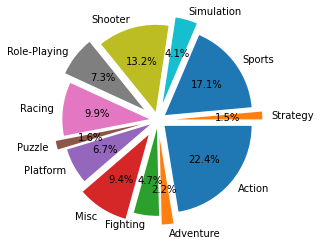 Simulation
Shooter
4.1%
13.2%
Sports
Role-Playing
7.3%
17.1%
Racing
9.9%
1.5%
Strategy
1.6%
Puzzle
6.7%
22.4%
Platform
9.4%
4.7%
2.2%
Action
Misc
Fighting
Adventure